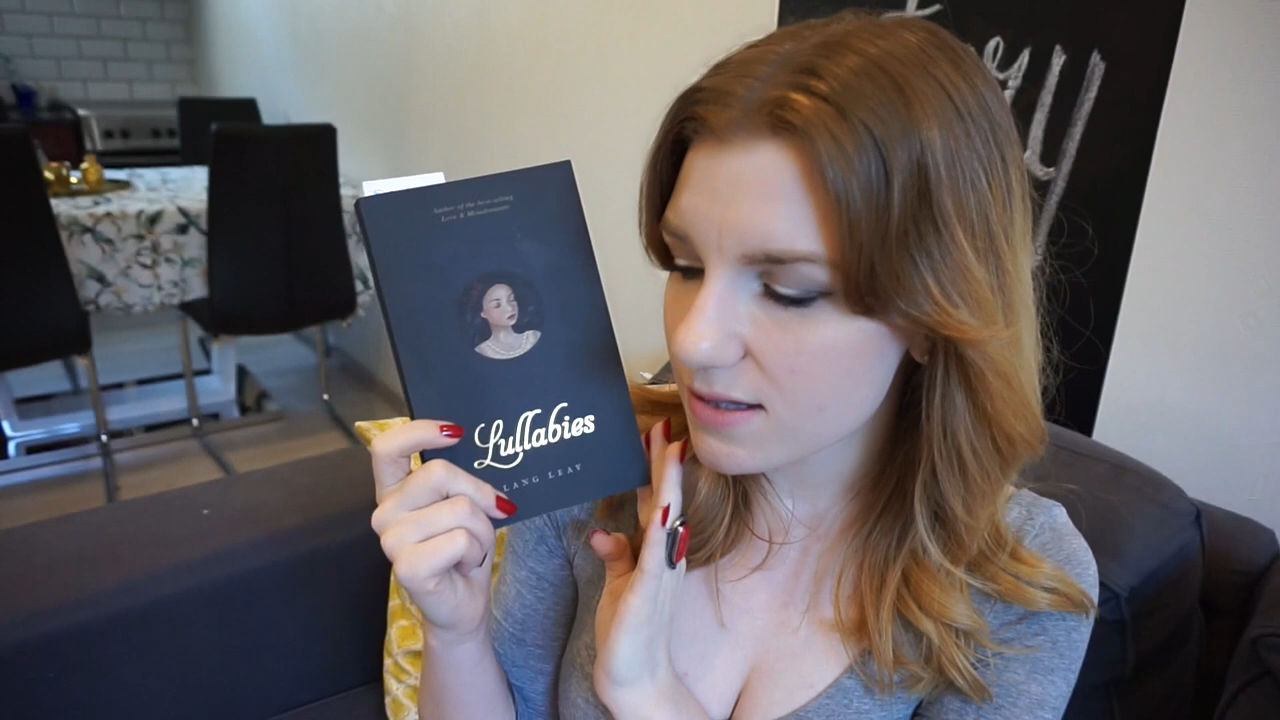 Author of the best-selling
Love & Misadventure
Lullabies
LANG LEAV